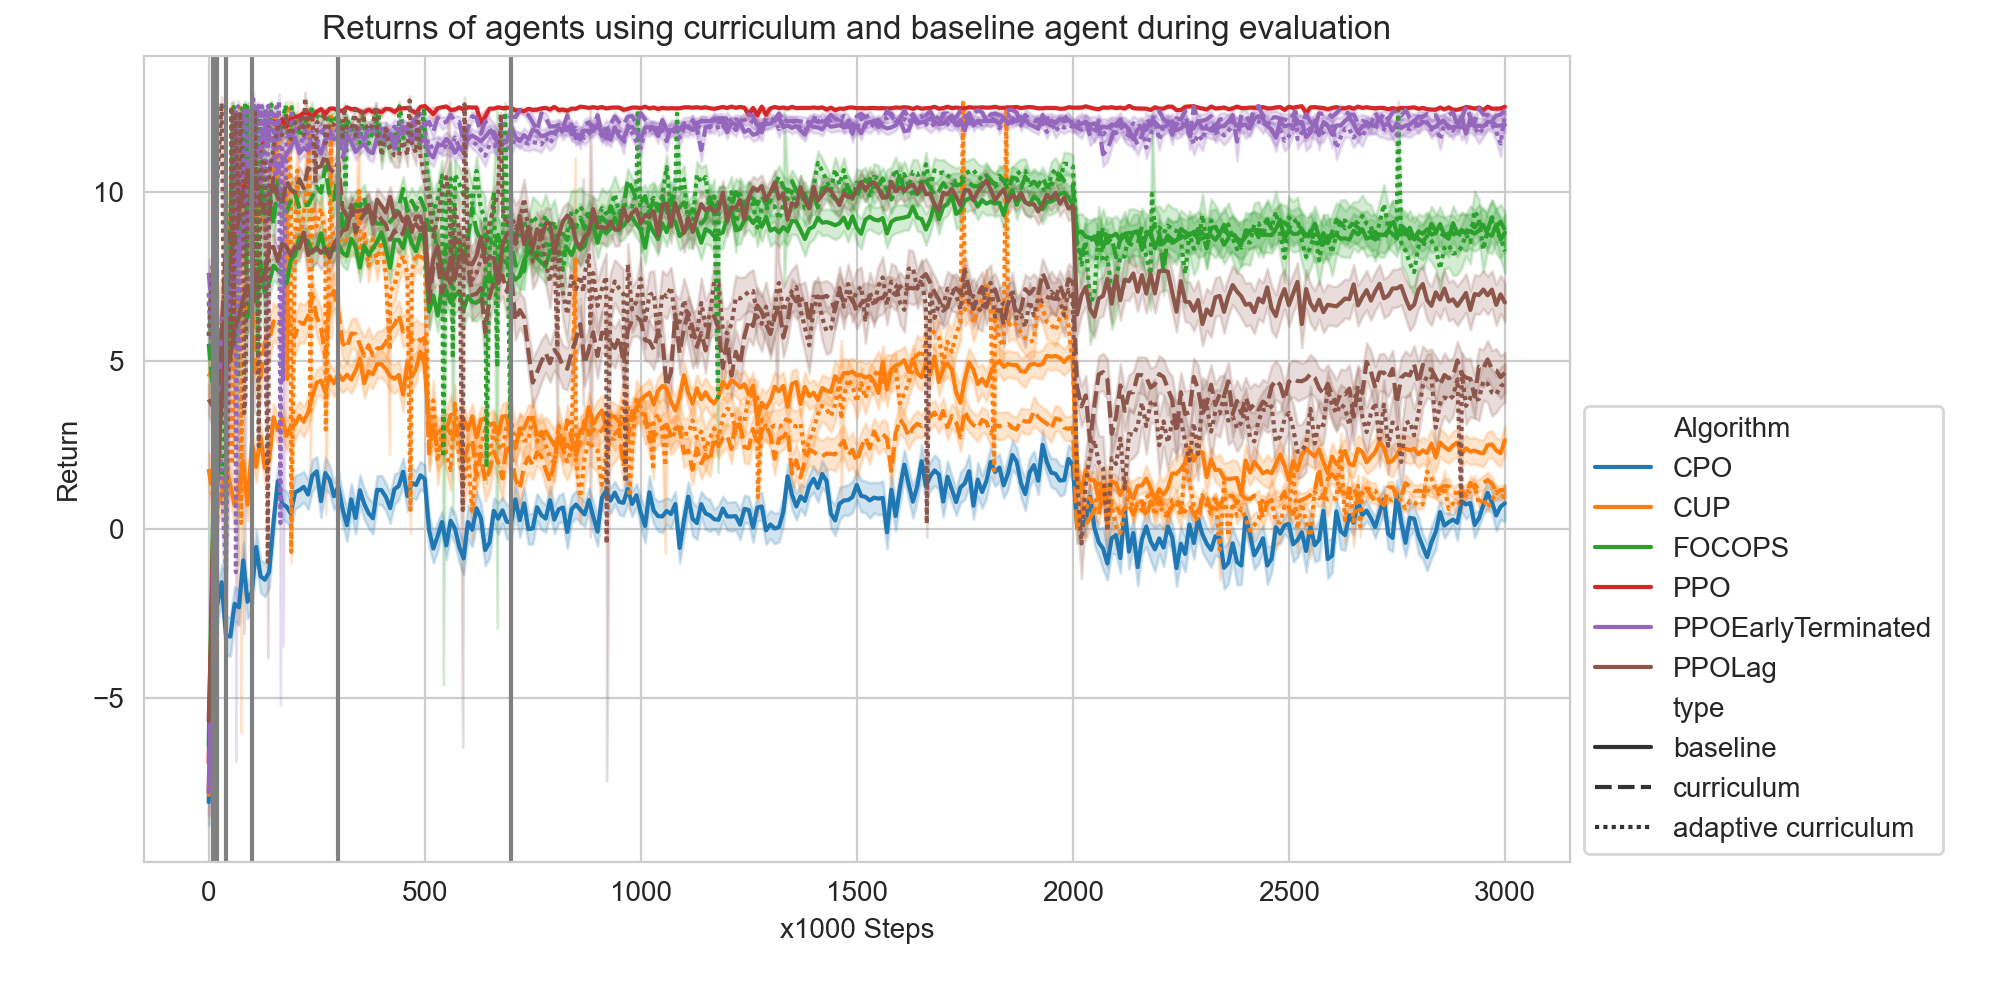 Returns of agents using curriculum and baseline agent during evaluation
Return
10
5
0
−5
0 500 1000 1500 2000 2500 3000
x1000 Steps
Algorithm
CPO
CUP
FOCOPS
PPO
PPOEarlyTerminated
PPOLag
type
baseline
curriculum
adaptive curriculum